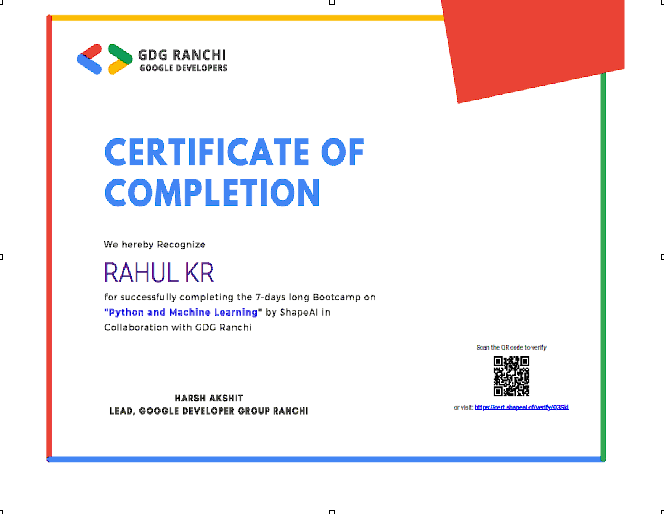 GDG RANCHI
GOOGLE DEVELOPERS
CERTIFICATE OF
COMPLETION
We hereby Recognize
RAHUL KR
for successfully completing the 7-days long Bootcamp on
"Python and Machine Learning" by ShapeAI in
Collaboration with GDG Ranchi
Scan the QR code to verify
or visit:
HARSH AKSHIT
LEAD, GOOGLE DEVELOPER GROUP RANCHI